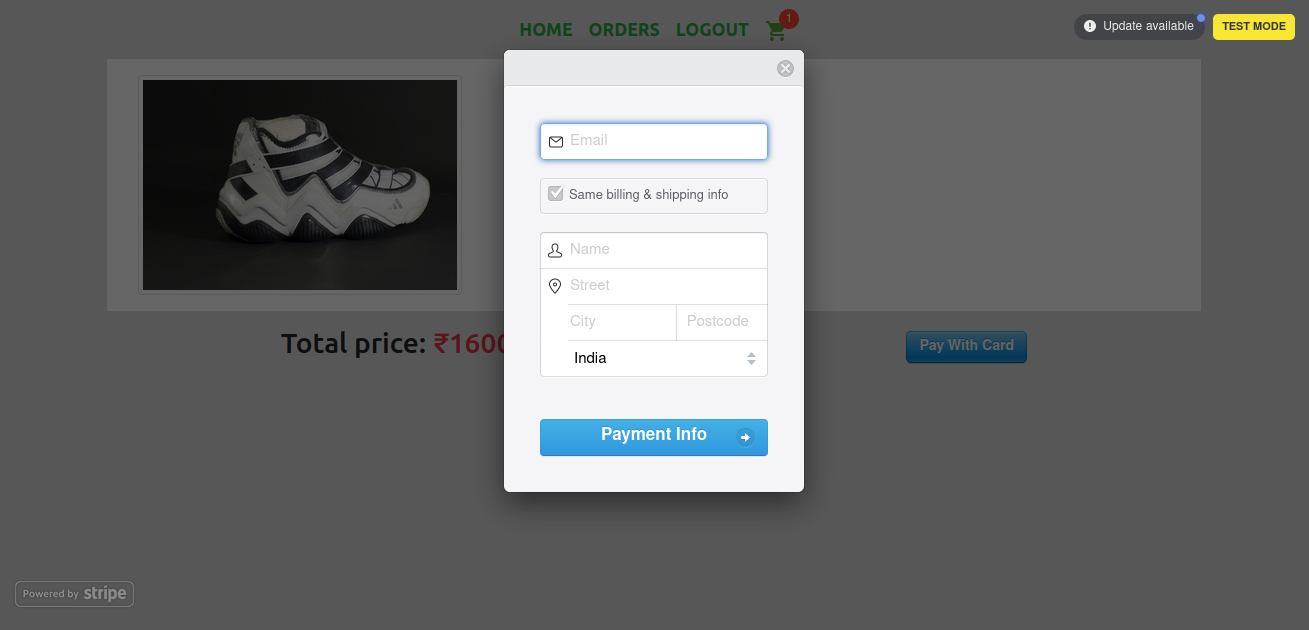 HOME ORDERS LOGOUT 1
Update available
TEST MODE
Email
Same billing & shipping info
Name
Street
City Postcode
India
Payment Info
Total price: ₹1600
Pay With Card
Powered by stripe